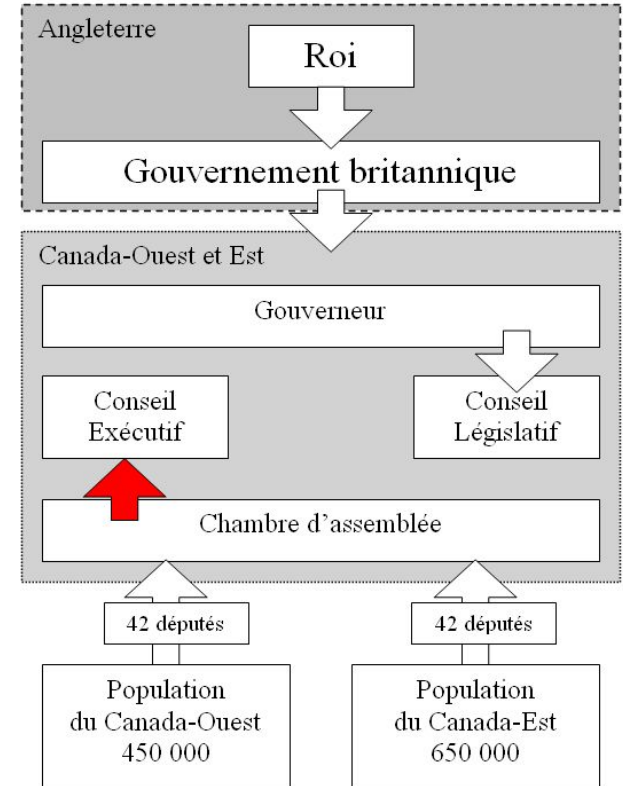 Angleterre
Roi
Gouvernement britannique
Canada-Ouest et Est
Gouverneur
Conseil
Exécutif
Conseil
Législatif
Chambre d'assemblée
42 députés
42 députés
Population
du Canada-Ouest
450 000
Population
du Canada-Est
650 000